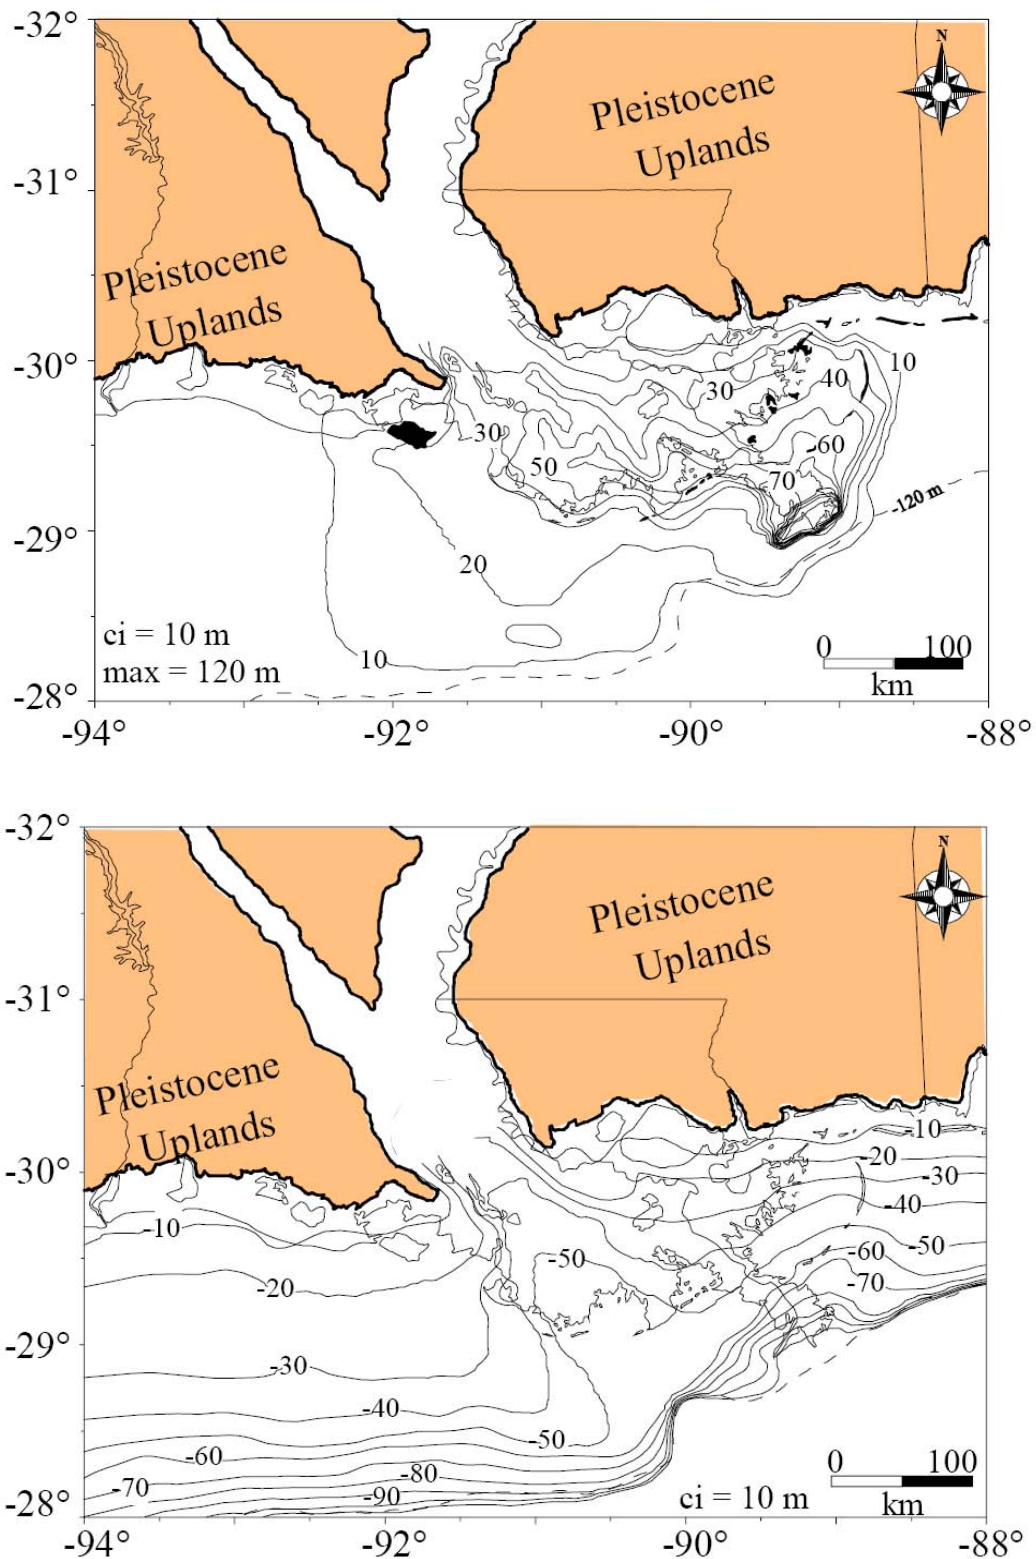 -32°
N
Pleistocene
Uplands
-31°
Pleistocene
Uplands
-30°
10
30
40
30
60
50
70
-120 m
-29°
20
ci = 10 m
max = 120 m
10
0 100
km
-28°
-94° -92° -90° -88°
-32°
N
Pleistocene
Uplands
-31°
Pleistocene
Uplands
-10
-20
-30°
-30
-40
-10
-50
-60
-50
-20
-70
-29°
-30
-40
-50
-60
-80
-70
-90
0 100
km
ci = 10 m
-28°
-94° -92° -90° -88°